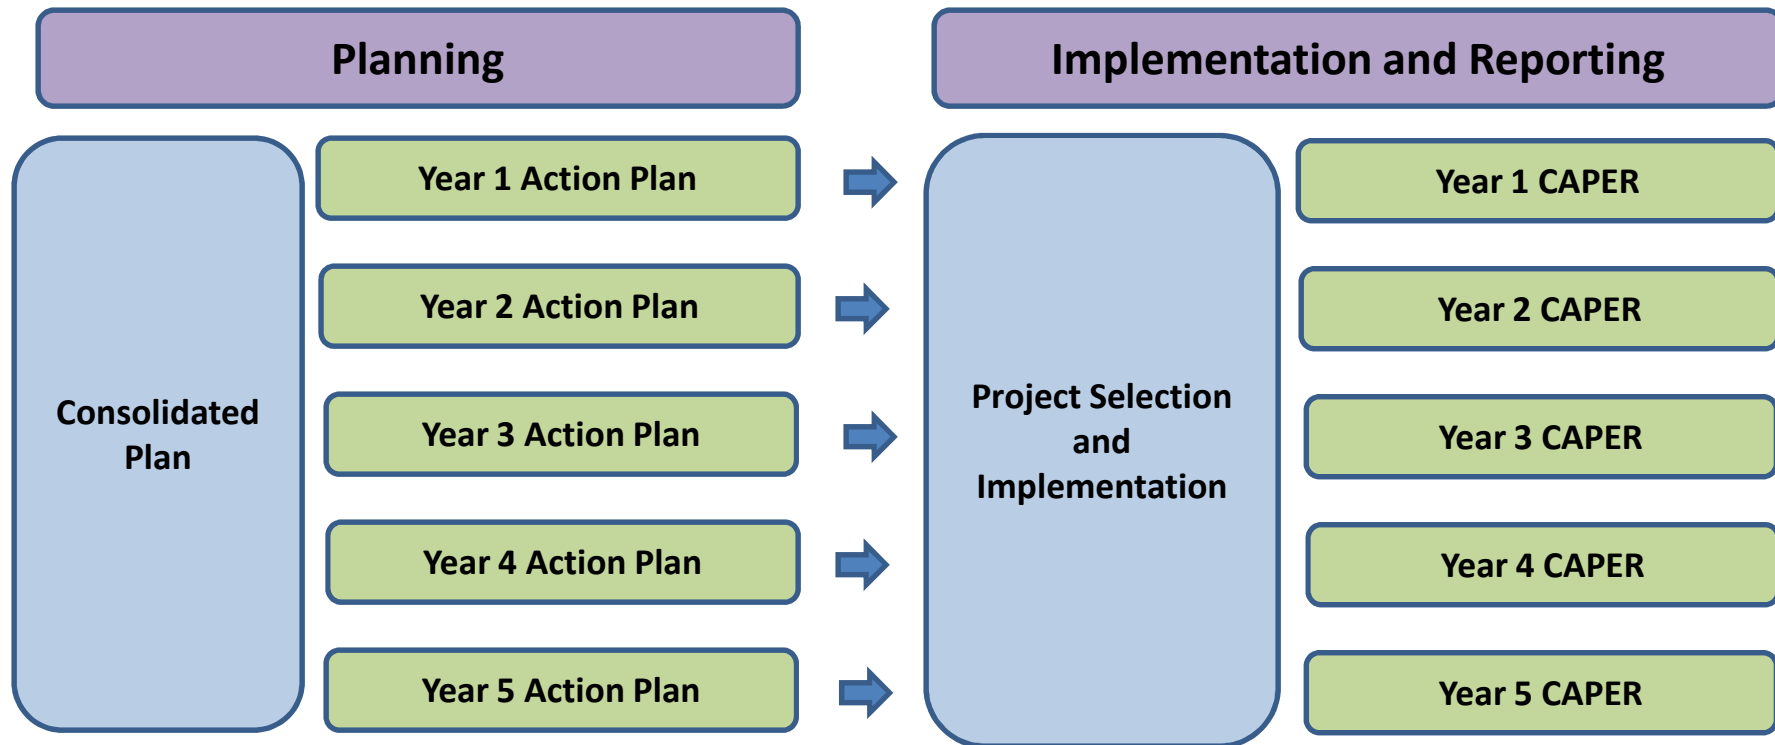 Planning
Implementation and Reporting
Consolidated
Plan
Year 1 Action Plan
Year 2 Action Plan
Year 3 Action Plan
Year 4 Action Plan
Year 5 Action Plan
Project Selection
and
Implementation
Year 1 CAPER
Year 2 CAPER
Year 3 CAPER
Year 4 CAPER
Year 5 CAPER